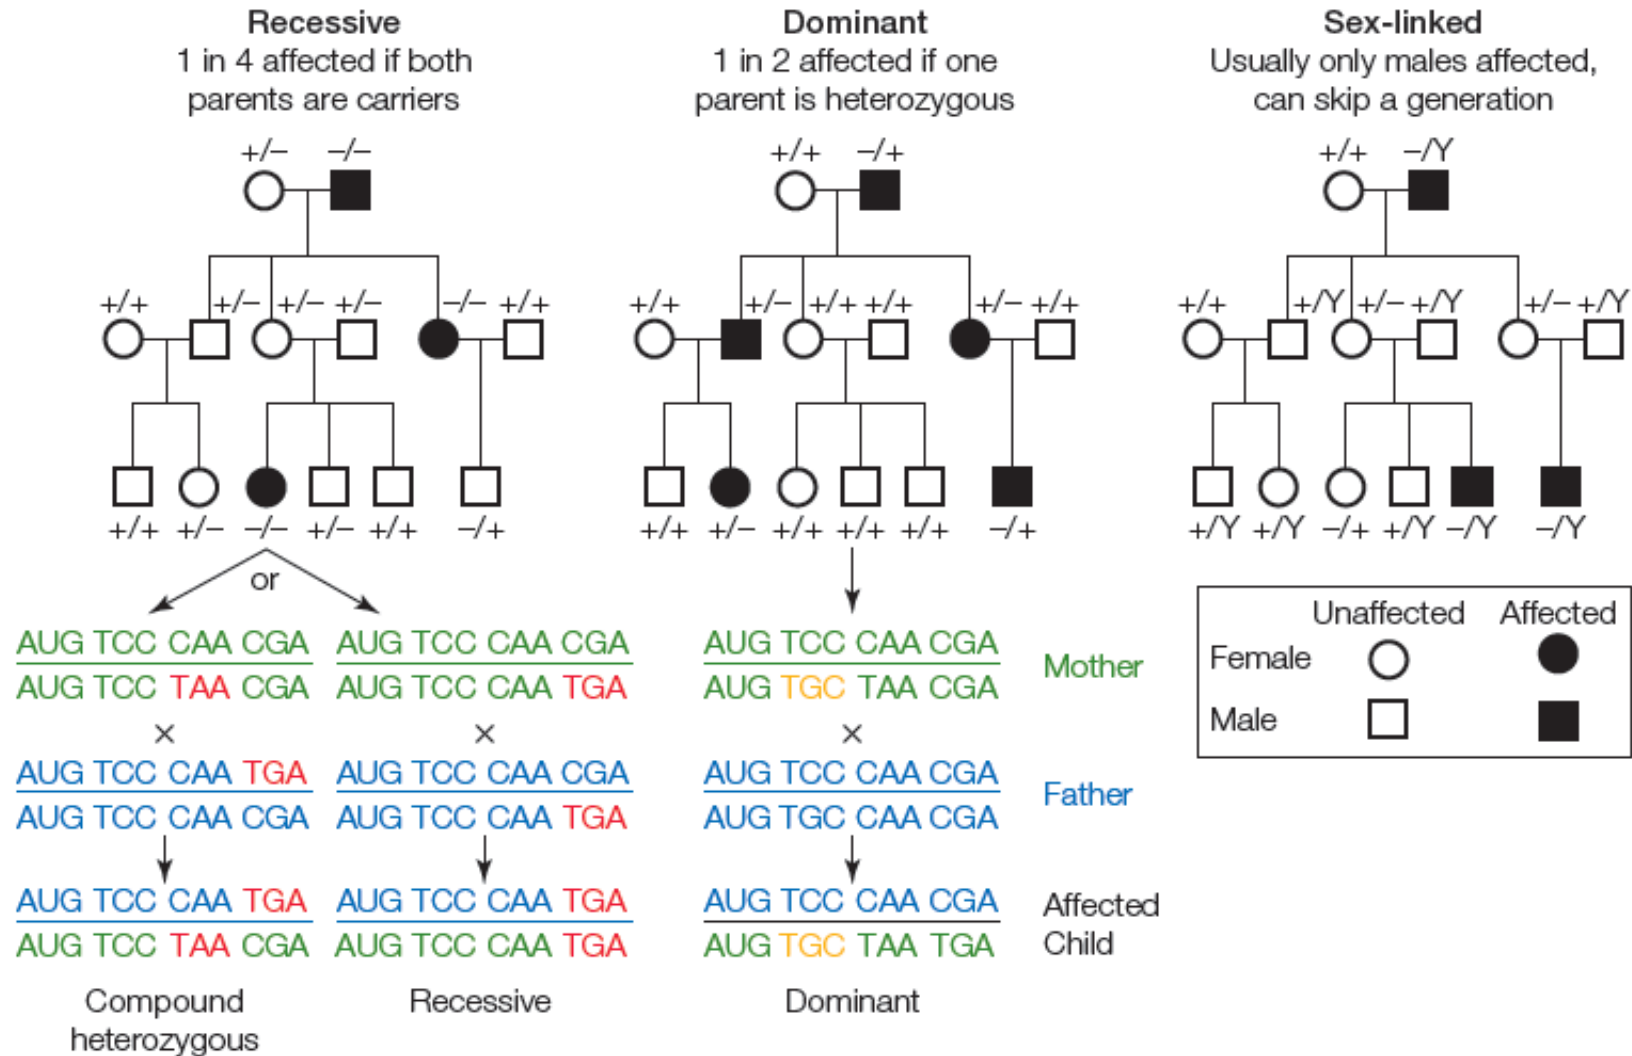 Recessive
1 in 4 affected if both
parents are carriers
+/– –/–
+/+ +/– +/– +/– –/– +/+
+/+ +/– –/– +/– +/+ –/+
or
AUG TCC CAA CGA
AUG TCC TAA CGA
×
AUG TCC CAA TGA
AUG TCC CAA CGA
AUG TCC CAA TGA
AUG TCC TAA CGA
Compound
heterozygous
AUG TCC CAA CGA
AUG TCC CAA TGA
×
AUG TCC CAA CGA
AUG TCC CAA TGA
AUG TCC CAA TGA
AUG TCC CAA TGA
Recessive
Dominant
1 in 2 affected if one
parent is heterozygous
+/+ –/+
+/+ +/– +/+ +/+ +/– +/+
+/+ +/– +/+ +/+ +/+ –/+
AUG TCC CAA CGA
AUG TGC TAA CGA
×
AUG TCC CAA CGA
AUG TGC CAA CGA
AUG TCC CAA CGA
AUG TGC TAA TGA
Dominant
Mother
Father
Affected
Child
Sex-linked
Usually only males affected,
can skip a generation
+/+ –/Y
+/+ +/Y +/– +/Y +/– +/Y
+/Y +/Y –/+ +/Y –/Y –/Y
Unaffected Affected
Female
Male